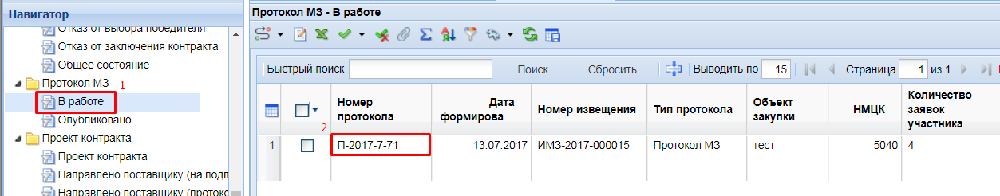 Навигатор
Отказ от выбора победителя
Отказ от заключения контракта
Общее состояние
Протокол МЗ 1
В работе
Опубликовано
Проект контракта
Проект контракта
Направлено поставщику (на подп
Направлено поставщику (протоко
Протокол МЗ - В работе
Быстрый поиск Поиск Сбросить Выводить по 15 Страница 1 из 1
Номер протокола
Дата формирова...
Номер извещения
Тип протокола
Объект закупки
НМЦК
Количество заявок участника
2
1 П-2017-7-71 13.07.2017 ИМЗ-2017-000015 Протокол МЗ тест 5040 4